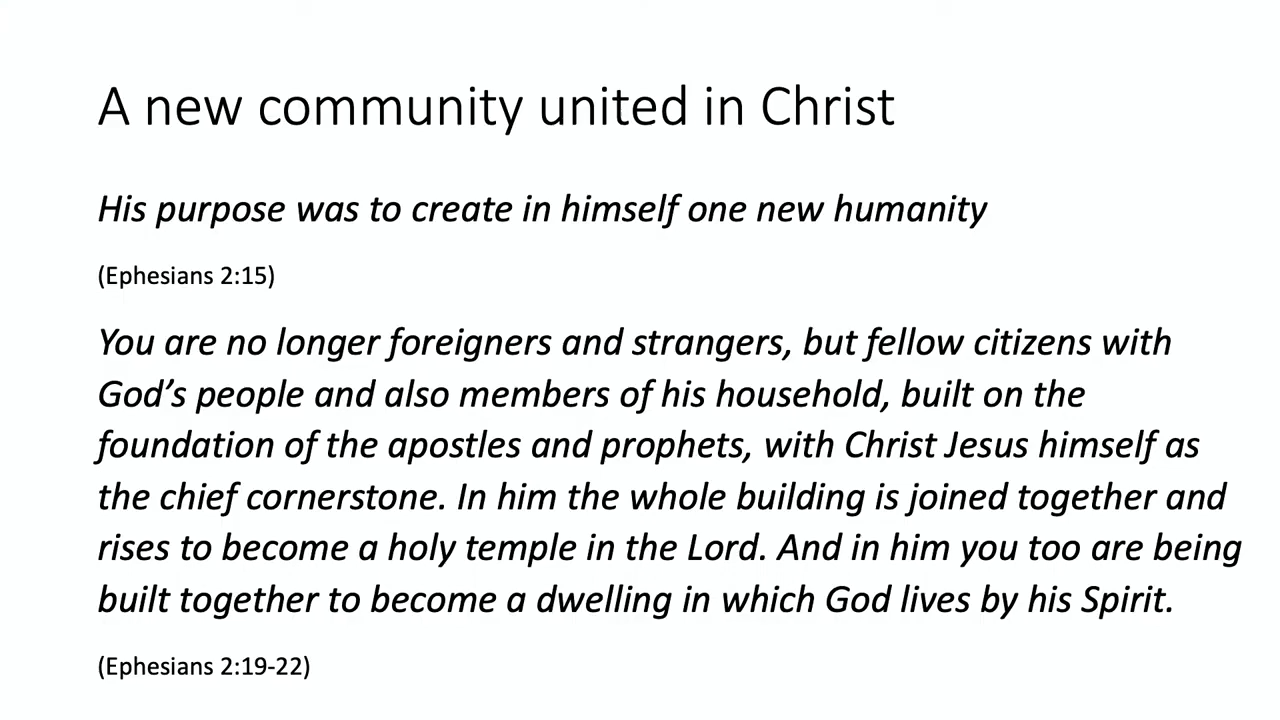 A new community united in Christ
His purpose was to create in himself one new humanity
(Ephesians 2:15)
You are no longer foreigners and strangers, but fellow citizens with
God’s people and also members of his household, built on the
foundation of the apostles and prophets, with Christ Jesus himself as
the chief cornerstone. In him the whole building is joined together and
rises to become a holy temple in the Lord. And in him you too are being
built together to become a dwelling in which God lives by his Spirit.
(Ephesians 2:19-22)